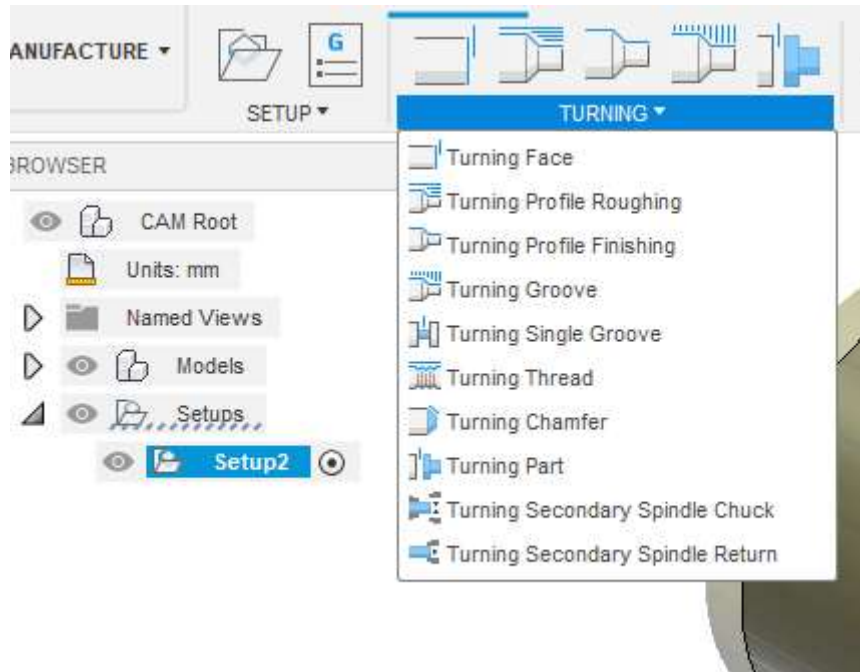 ANUFACTURE
G
SETUP
TURNING
BROWSER
Turning Face
Turning Profile Roughing
Turning Profile Finishing
Turning Groove
Turning Single Groove
Turning Thread
Turning Chamfer
Turning Part
Turning Secondary Spindle Chuck
Turning Secondary Spindle Return
CAM Root
Units: mm
Named Views
Models
Setups
Setup2